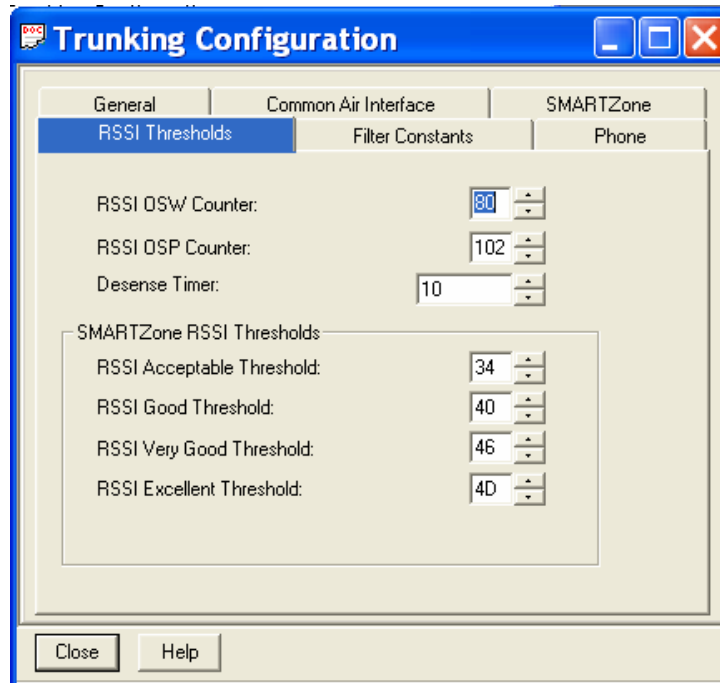 Trunking Configuration
General Common Air Interface SMARTZone
RSSI Thresholds Filter Constants Phone
RSSI OSW Counter: 80
RSSI OSP Counter: 102
Desense Timer: 10
SMARTZone RSSI Thresholds
RSSI Acceptable Threshold: 34
RSSI Good Threshold: 40
RSSI Very Good Threshold: 46
RSSI Excellent Threshold: 4D
Close Help